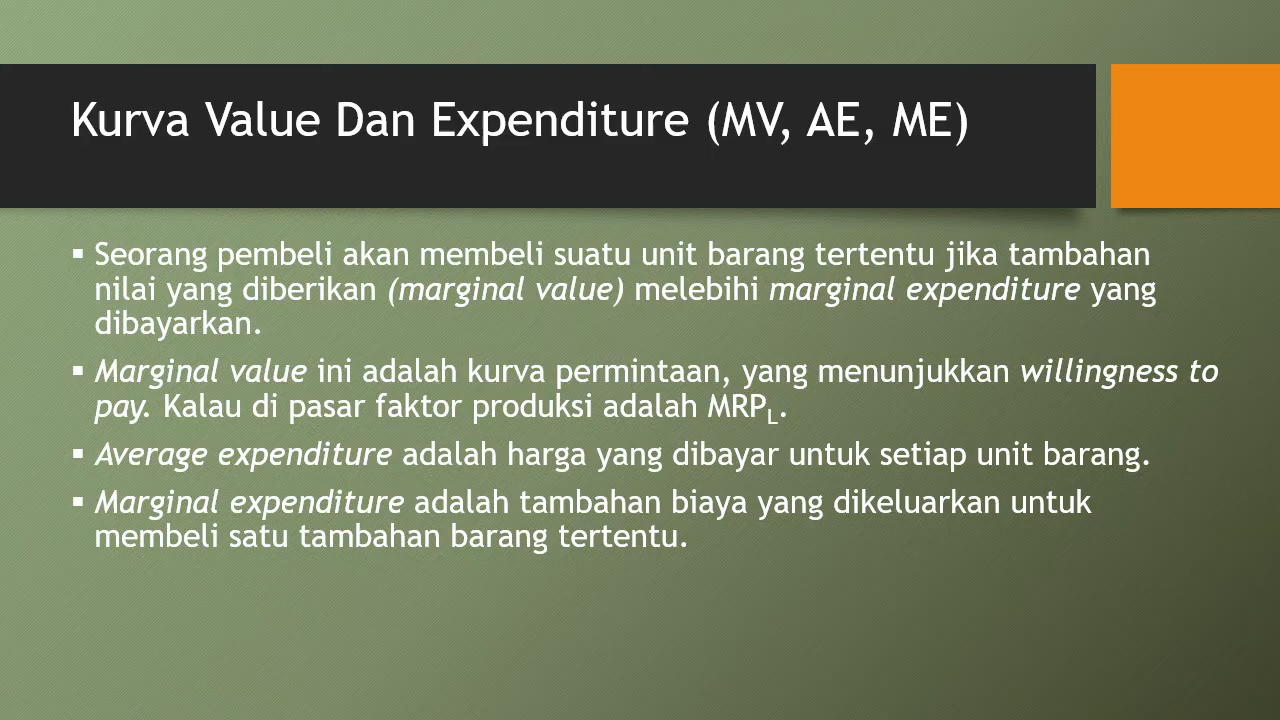 Kurva Value Dan Expenditure (MV, AE, ME)
▪ Seorang pembeli akan membeli suatu unit barang tertentu jika tambahan
nilai yang diberikan (marginal value) melebihi marginal expenditure yang
dibayarkan.
▪ Marginal value ini adalah kurva permintaan, yang menunjukkan willingness to
pay. Kalau di pasar faktor produksi adalah MRPL.
▪ Average expenditure adalah harga yang dibayar untuk setiap unit barang.
▪ Marginal expenditure adalah tambahan biaya yang dikeluarkan untuk
membeli satu tambahan barang tertentu.